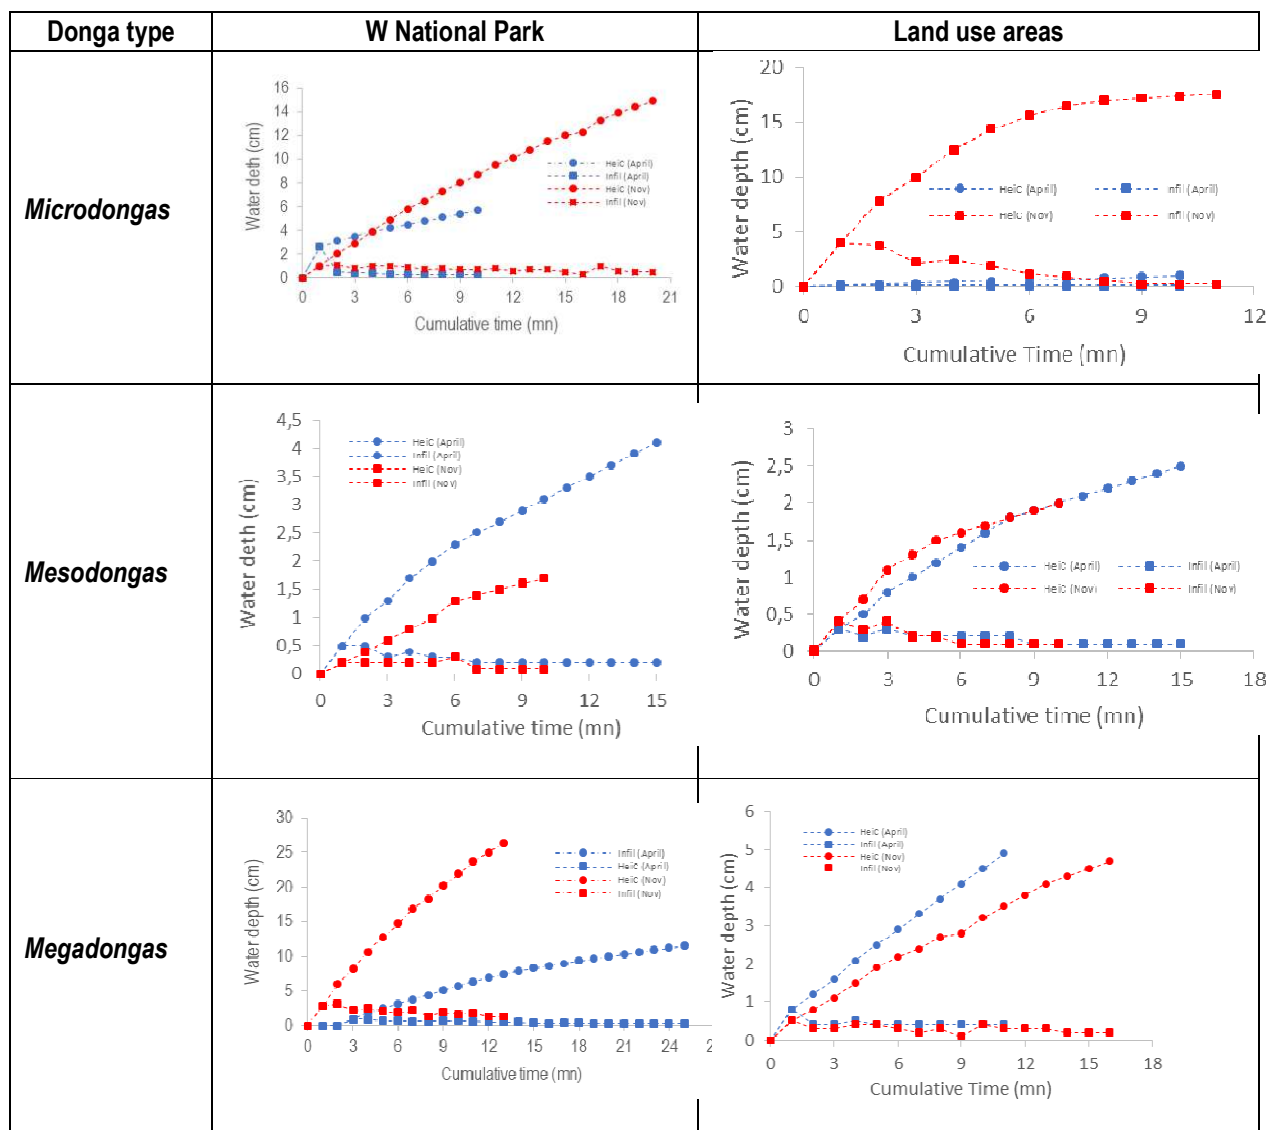 Donga type W National Park Land use areas
Microdongas
Water deth (cm)
16
14
12
10
8
6
4
2
0
0 3 6 9 12 15 18 21
Cumulative time (mn)
HeiC (April)
Infil (April)
HeiC (Nov)
Infil (Nov)
Water depth (cm)
20
15
10
5
0
0 3 6 9 12
Cumulative Time (mn)
HeiC (April) Infil (April)
HeiC (Nov) Infil (Nov)
Mesodongas
Water deth (cm)
4,5
4
3,5
3
2,5
2
1,5
1
0,5
0
0 3 6 9 12 15
Cumulative time (mn)
HeiC (April)
Infil (April)
HeiC (Nov)
Infil (Nov)
Water depth (cm)
3
2,5
2
1,5
1
0,5
0
0 3 6 9 12 15 18
Cumulative time (mn)
HeiC (April) Infil (April)
HeiC (Nov) Infil (Nov)
Megadongas
Water depth (cm)
30
25
20
15
10
5
0
0 3 6 9 12 15 18 21 24 2
Cumulative time (mn)
Infil (April)
HeiC (April)
HeiC (Nov)
Infil (Nov)
Water depth (cm)
6
5
4
3
2
1
0
0 3 6 9 12 15 18
Cumulative Time (mn)
HeiC (April)
Infil (April)
HeiC (Nov)
Infil (Nov)